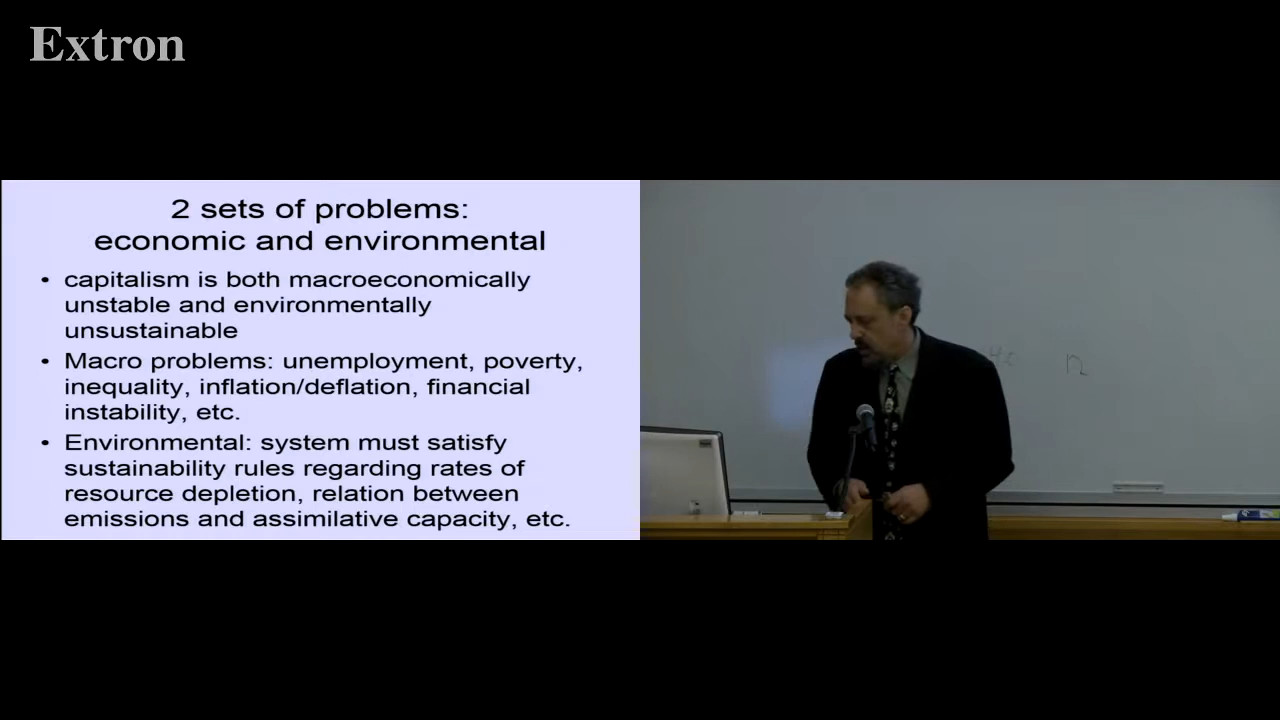 Extron
2 sets of problems:
economic and environmental
• capitalism is both macroeconomically
unstable and environmentally
unsustainable
• Macro problems: unemployment, poverty,
inequality, inflation/deflation, financial
instability, etc.
• Environmental: system must satisfy
sustainability rules regarding rates of
resource depletion, relation between
emissions and assimilative capacity, etc.
n